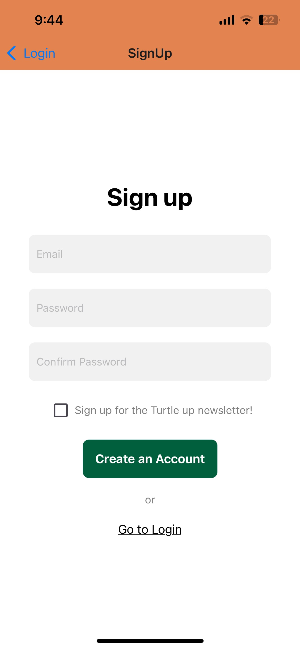 9:44
22
Login
SignUp
Sign up
Email
Password
Confirm Password
Sign up for the Turtle up newsletter!
Create an Account
or
Go to Login